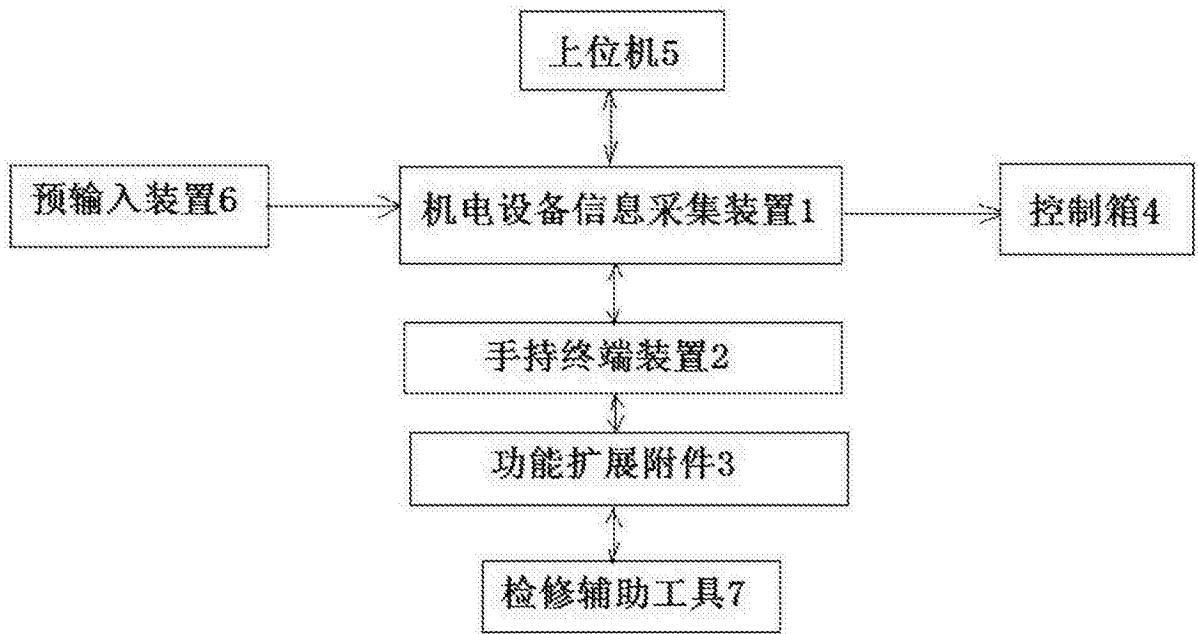 上位机5
预输入装置6
机电设备信息采集装置1
控制箱4
手持终端装置2
功能扩展附件3
检修辅助工具7